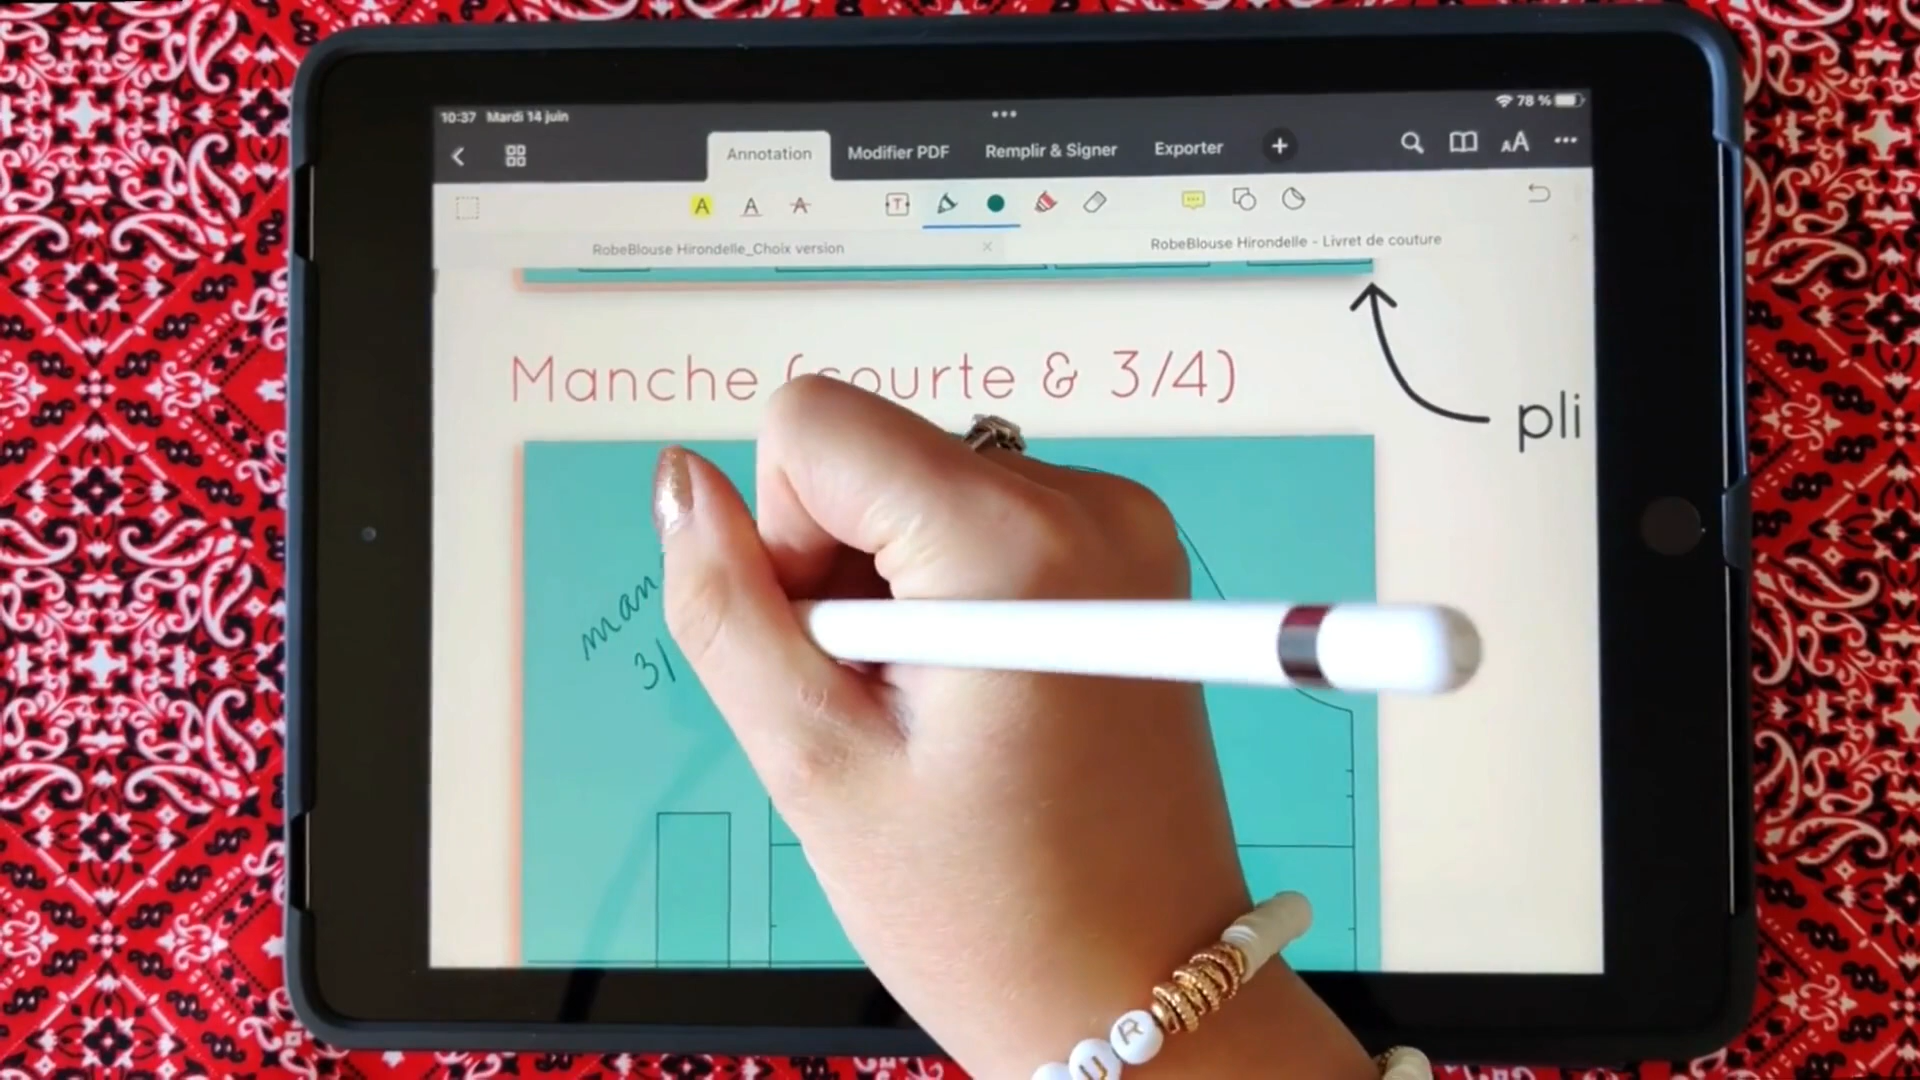 10:37 Mardi 14 juin
78 %
Annotation Modifier PDF Remplir & Signer Exporter
RobeBlouse Hirondelle_Choix version
RobeBlouse Hirondelle - Livret de couture
Manche (courte & 3/4)
pli
man
3/
U R